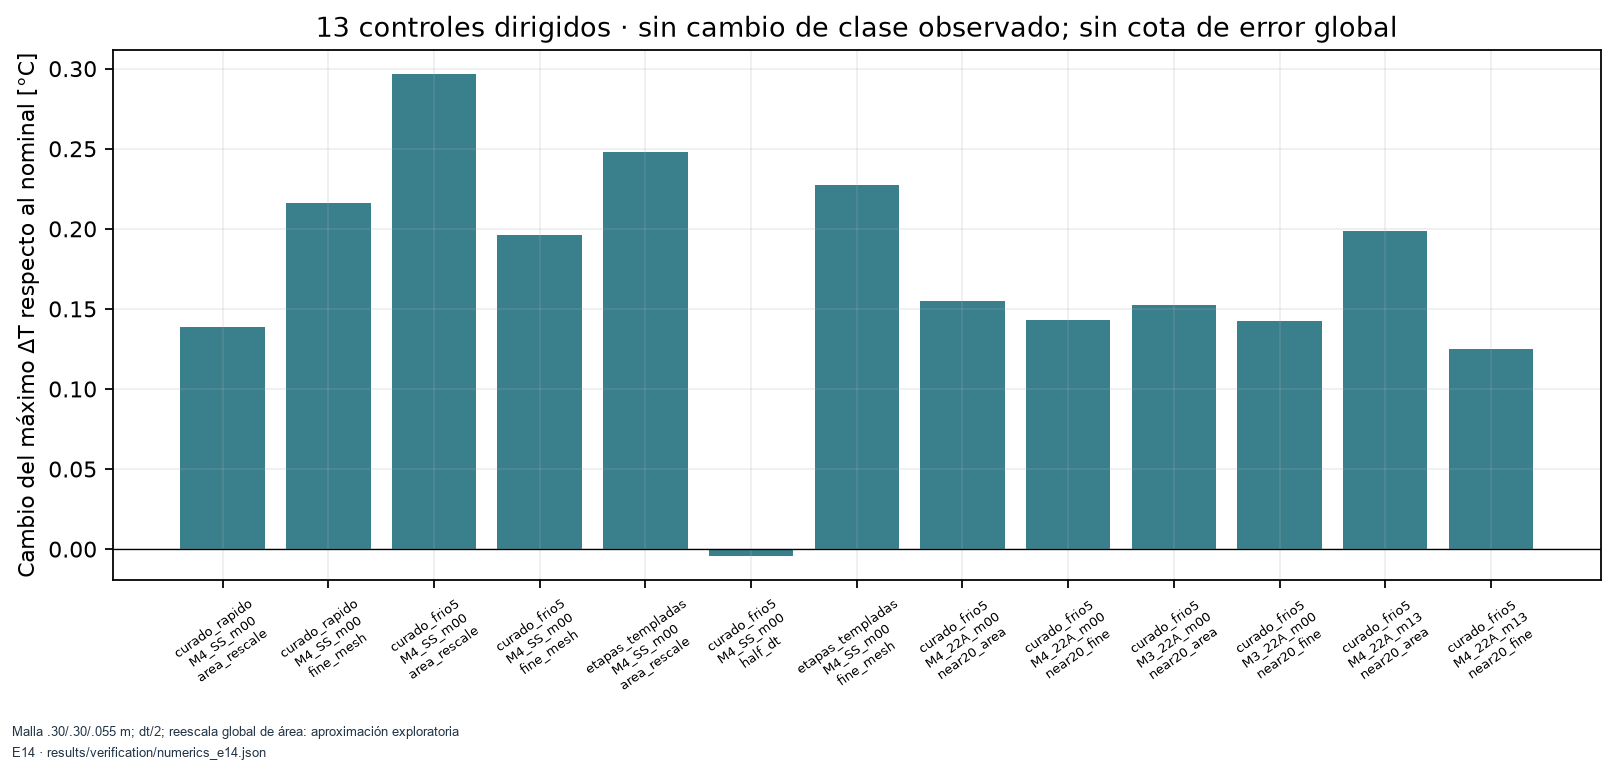 13 controles dirigidos · sin cambio de clase observado; sin cota de error global
Cambio del máximo ΔT respecto al nominal [°C]
0.30
0.25
0.20
0.15
0.10
0.05
0.00
curado_rapido
M4_SS_m00
area_rescale
curado_rapido
M4_SS_m00
fine_mesh
curado_frio5
M4_SS_m00
area_rescale
curado_frio5
M4_SS_m00
fine_mesh
etapas_templadas
M4_SS_m00
area_rescale
curado_frio5
M4_SS_m00
half_dt
etapas_templadas
M4_SS_m00
fine_mesh
curado_frio5
M4_22A_m00
near20_area
curado_frio5
M4_22A_m00
near20_fine
curado_frio5
M3_22A_m00
near20_area
curado_frio5
M3_22A_m00
near20_fine
curado_frio5
M4_22A_m13
near20_area
curado_frio5
M4_22A_m13
near20_fine
Malla .30/.30/.055 m; dt/2; reescala global de área: aproximación exploratoria
E14 · results/verification/numerics_e14.json